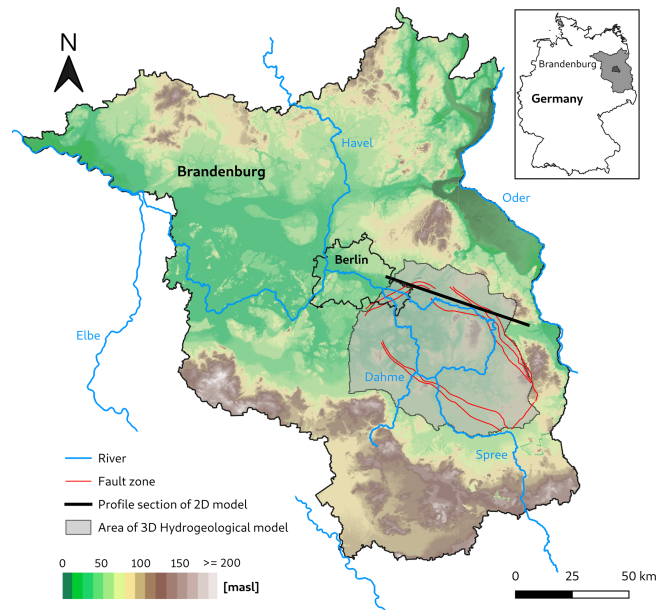 N
Brandenburg
Germany
Havel
Brandenburg
Oder
Berlin
Elbe
Dahme
Spree
River
Fault zone
Profile section of 2D model
Area of 3D Hydrogeological model
0 50 100 150 >= 200
[masl]
0 25 50 km